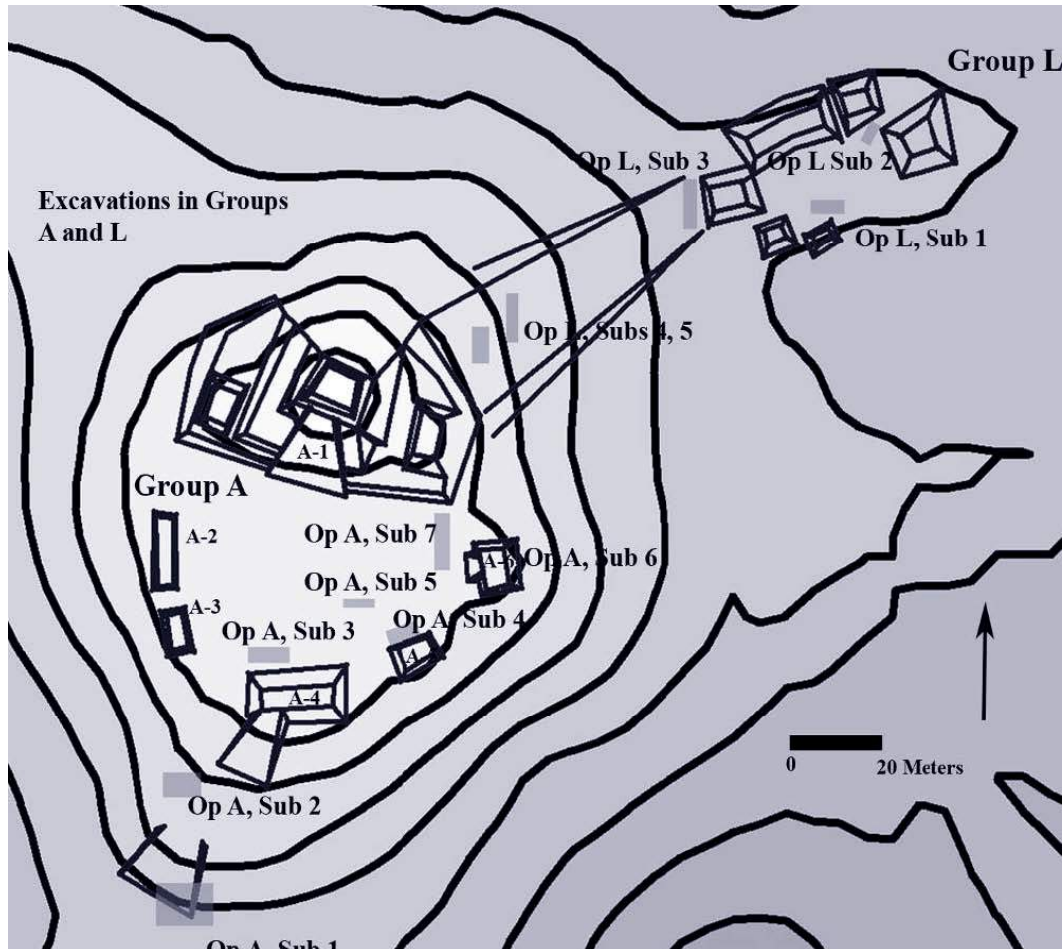 Group L
Op L, Sub 3
Op L Sub 2
Excavations in Groups
A and L
Op L, Sub 1
Op L, Subs 4, 5
A-1
Group A
A-2
Op A, Sub 7
Op A, Sub 6
Op A, Sub 5
A-3
Op A, Sub 4
Op A, Sub 3
A-4
0
20 Meters
Op A, Sub 2
Op A, Sub 1